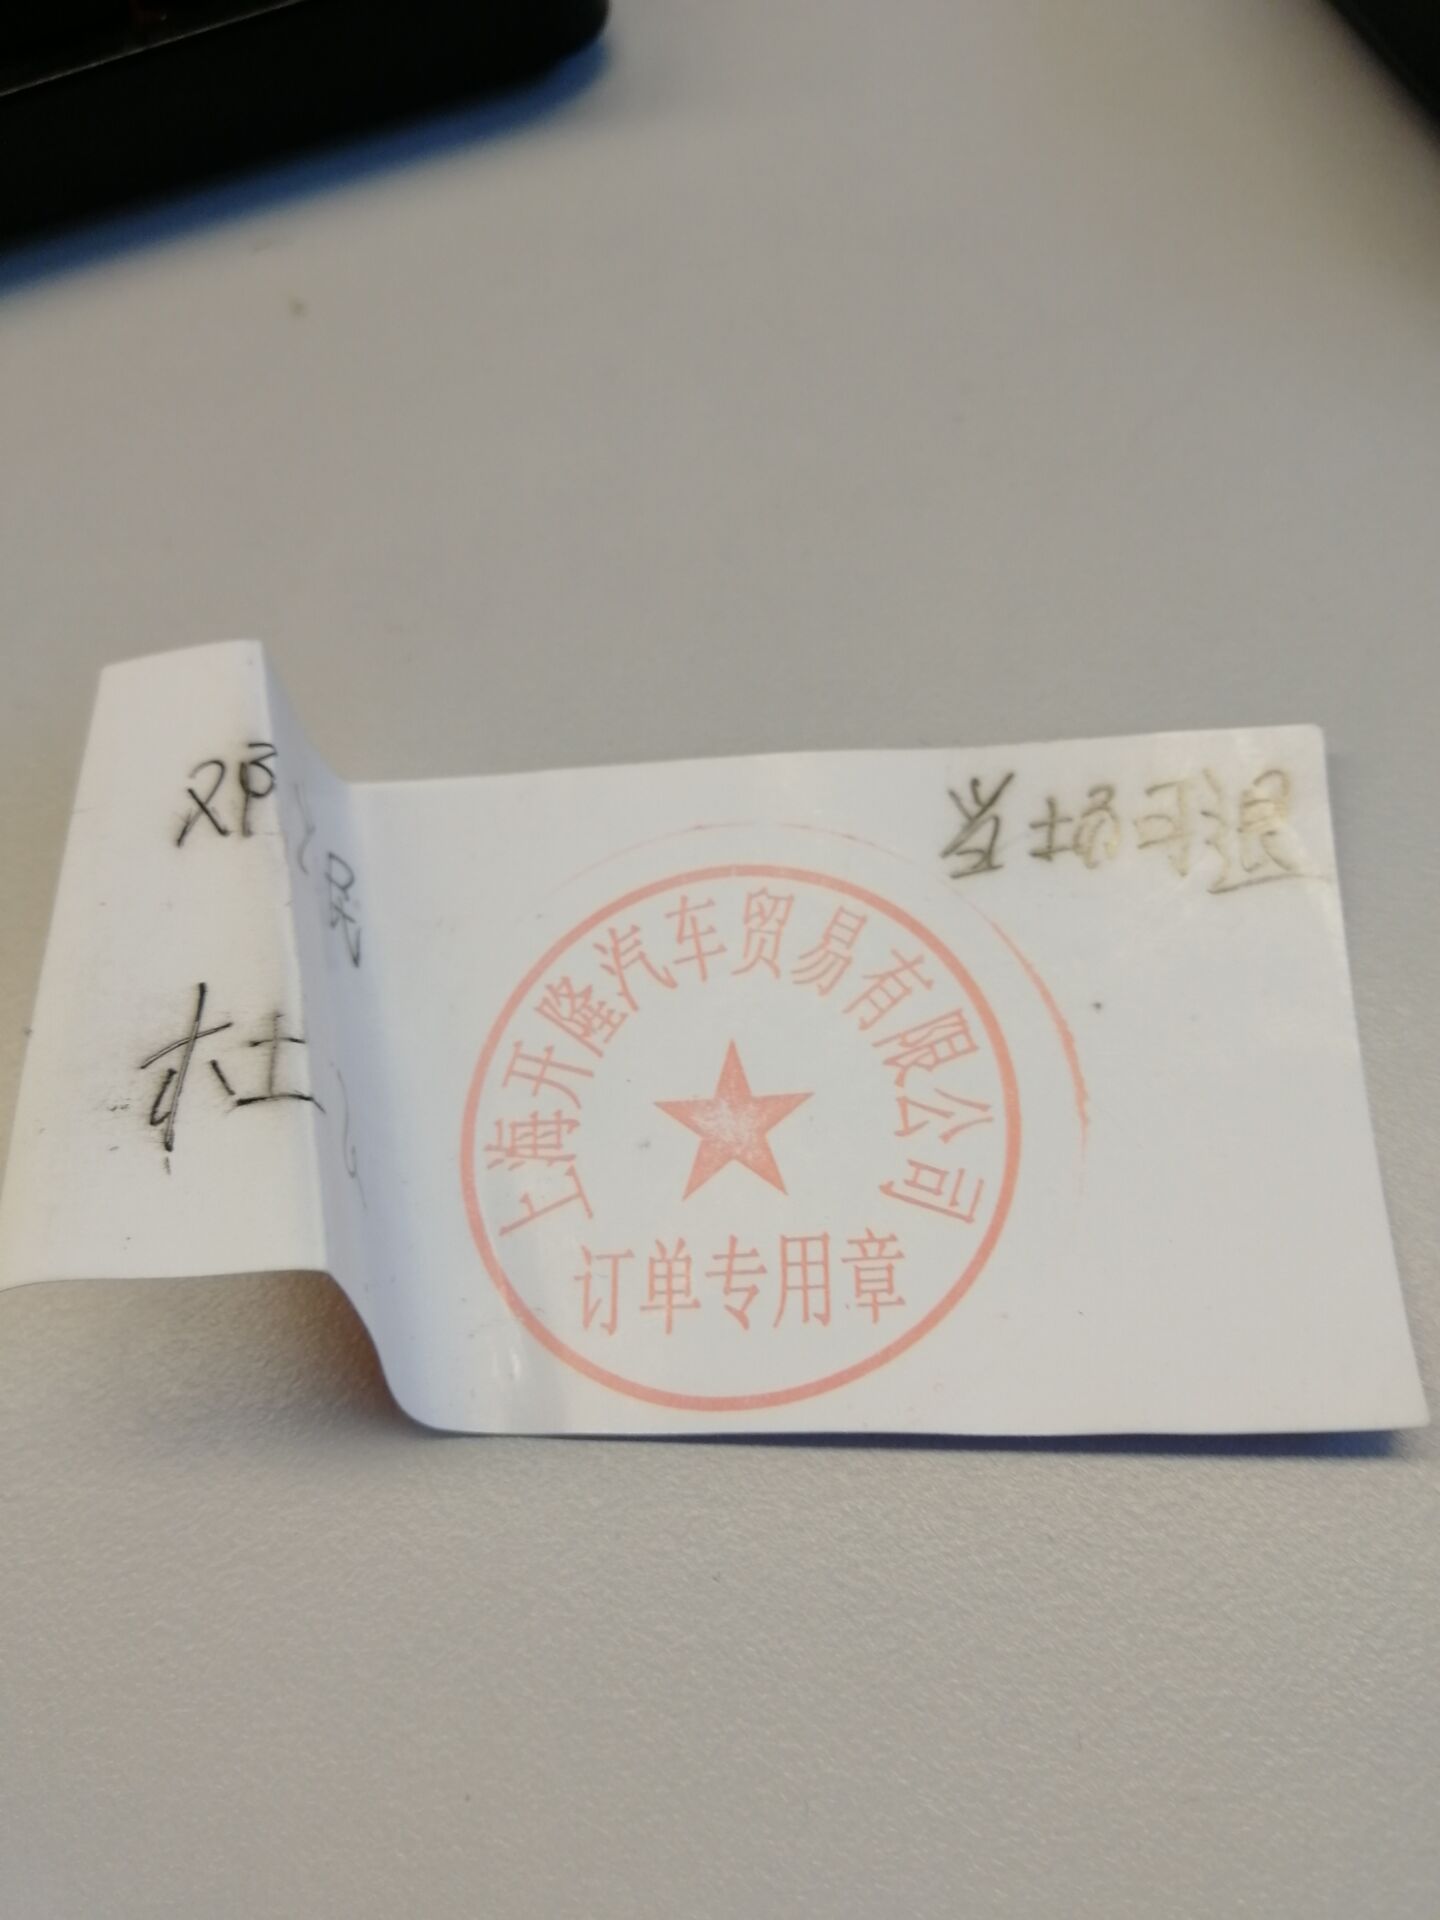 邓
杜
当场可退
上海开隆汽车贸易有限公司
订单专用章